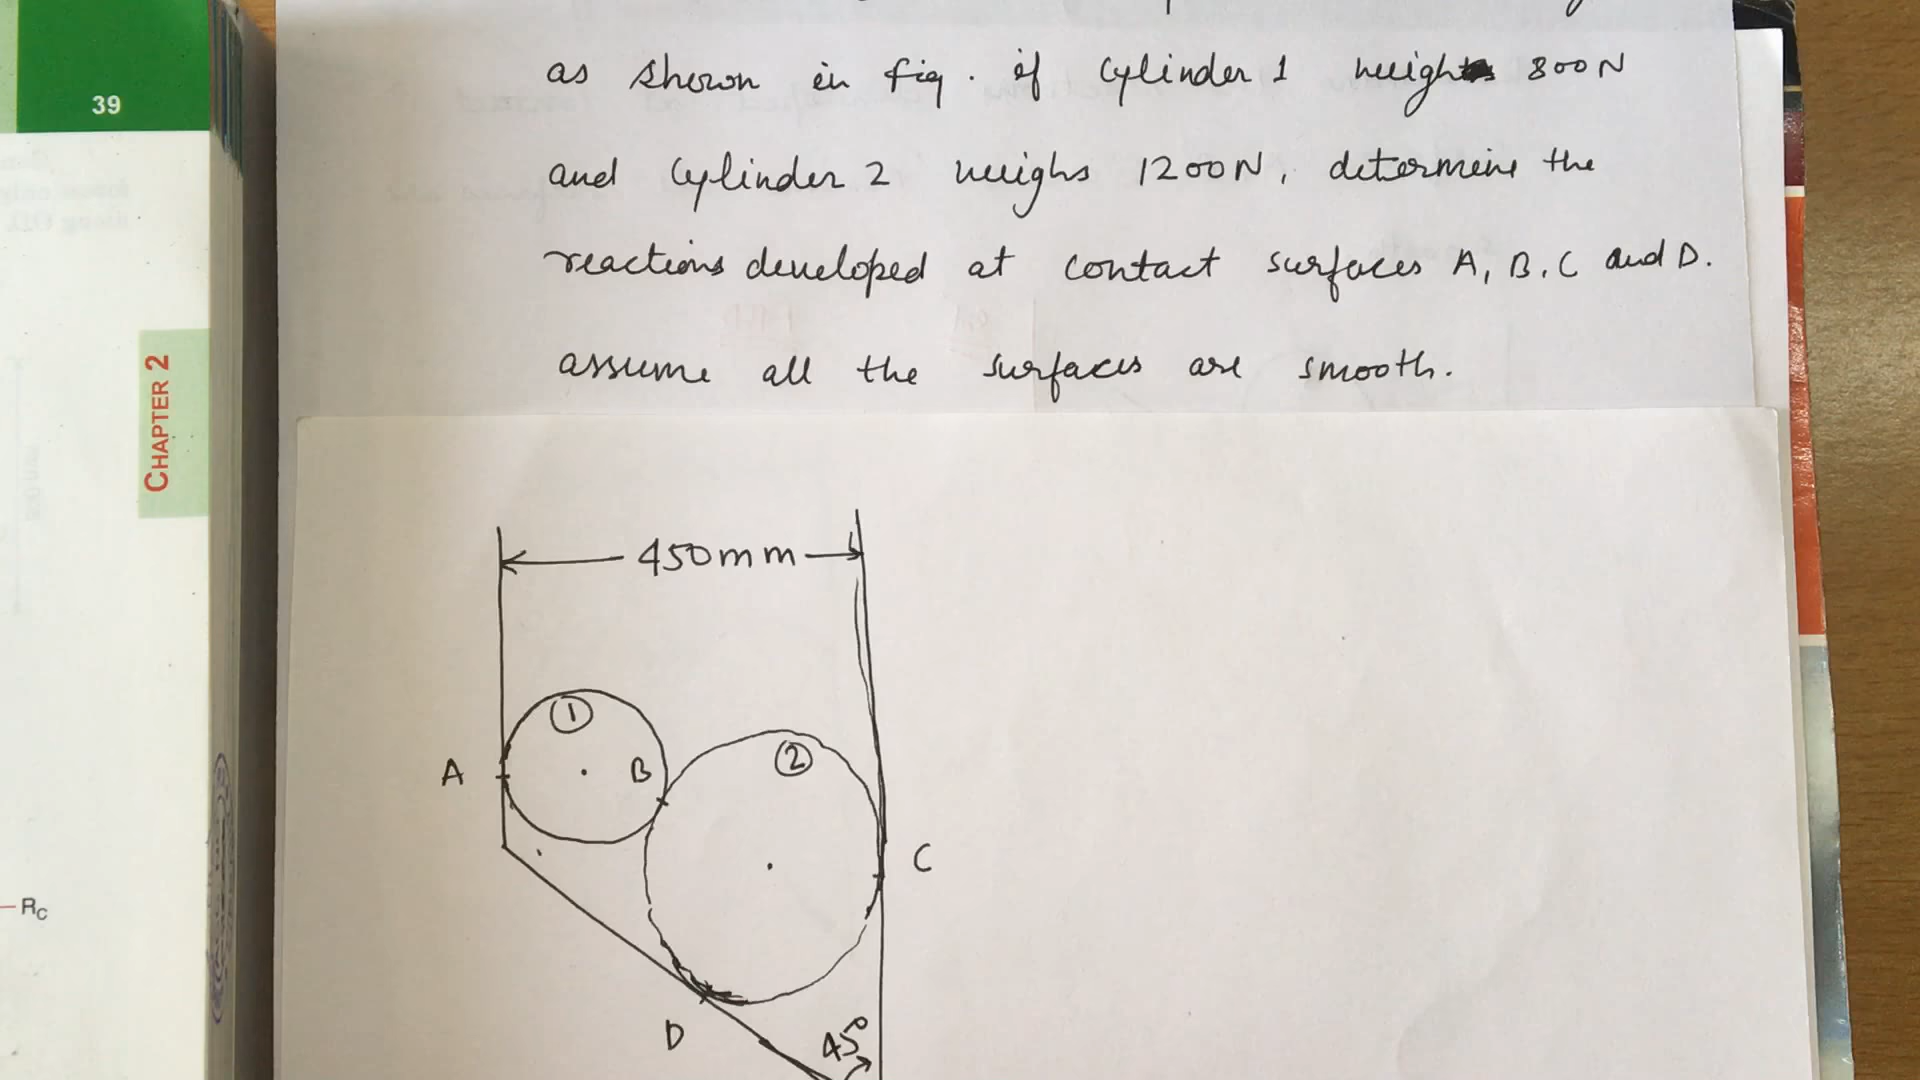 39
as shown in fig. if cylinder 1 weighs 800N
and cylinder 2 weighs 1200N, determine the
reactions developed at contact surfaces A, B, C and D.
assume all the surfaces are smooth.
CHAPTER 2
450mm
1
2
A
B
C
RC
D
45°